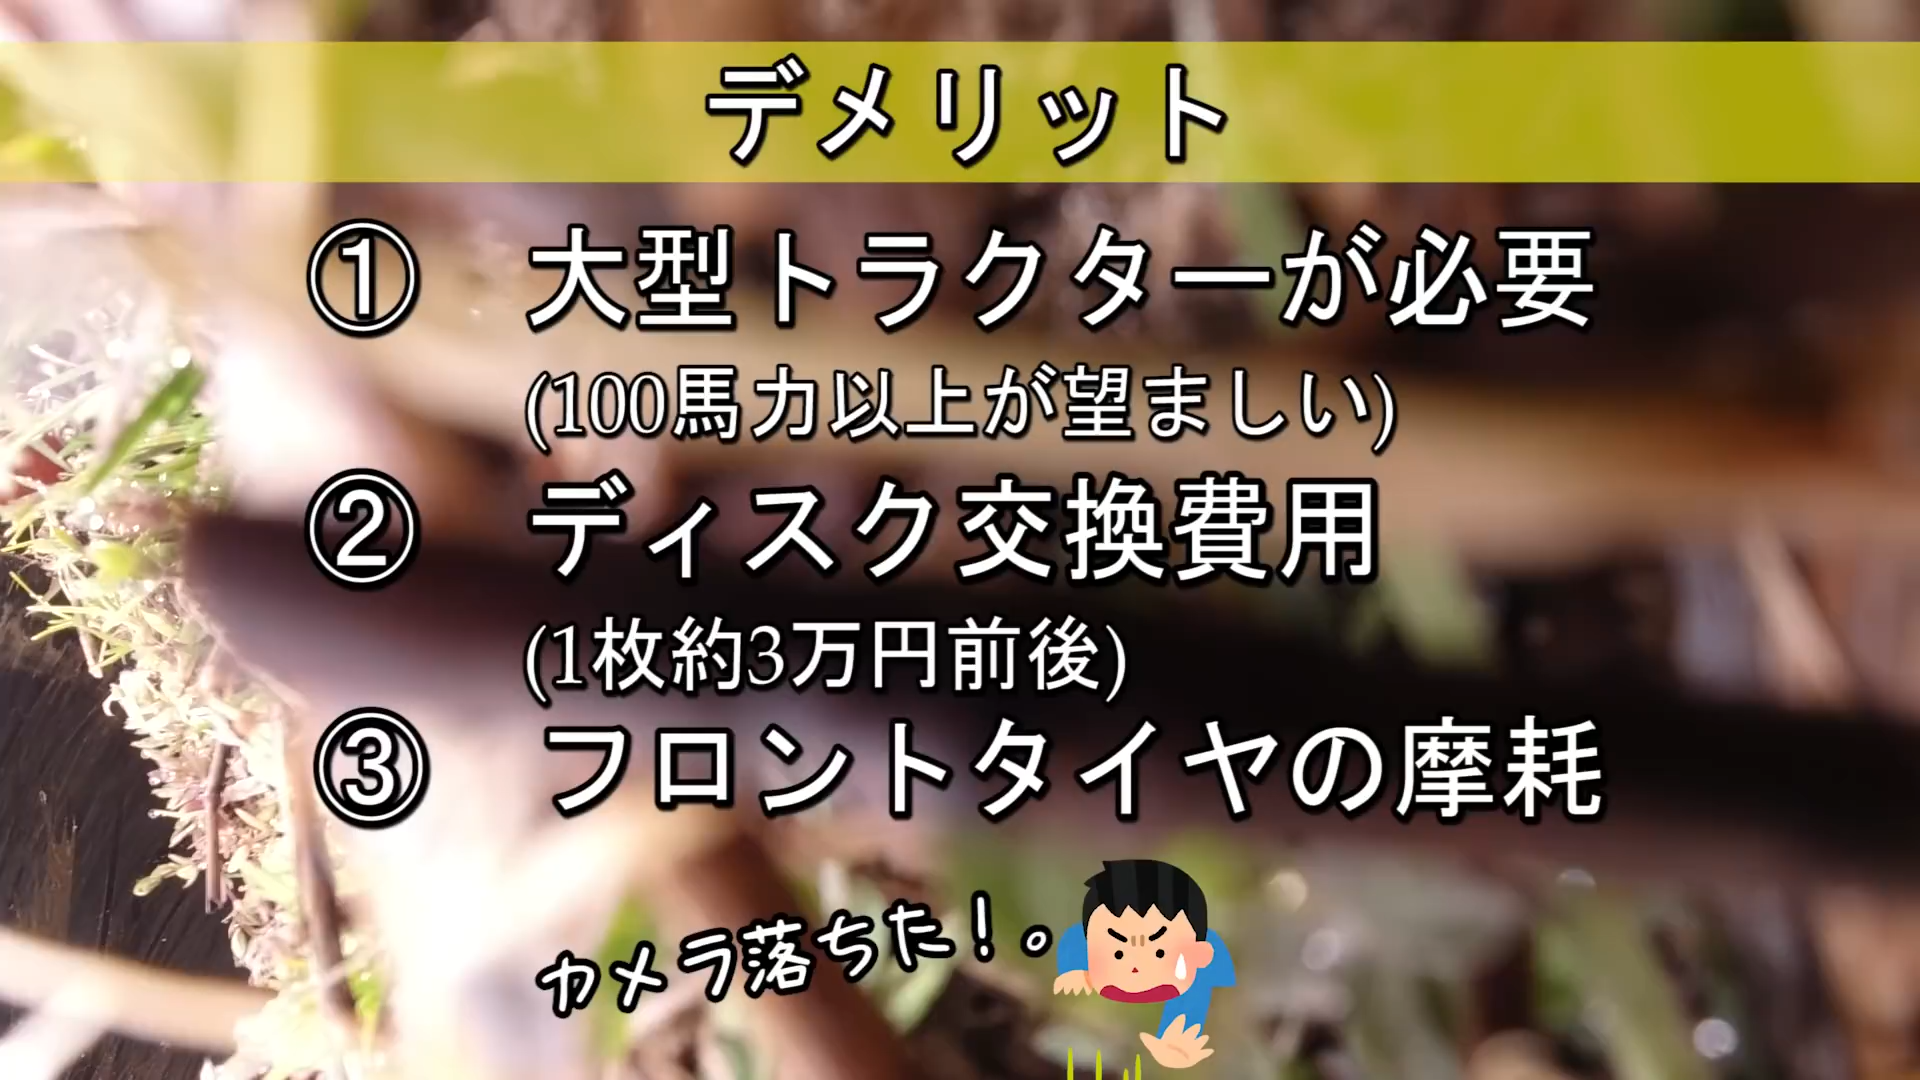 デメリット
① 大型トラクターが必要
(100馬力以上が望ましい)
② ディスク交換費用
(1枚約3万円前後)
③ フロントタイヤの摩耗
カメラ落ちた！。